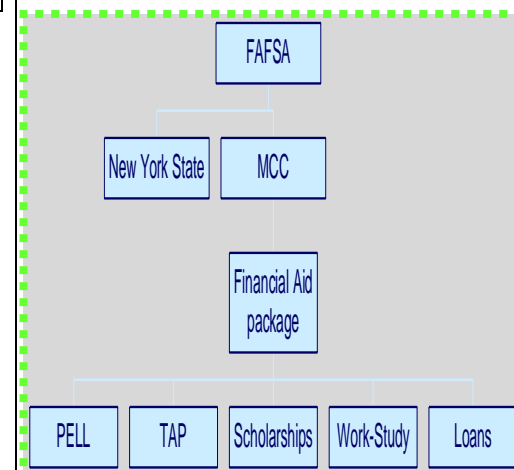 FAFSA
New York State
MCC
Financial Aid
package
PELL
TAP
Scholarships
Work-Study
Loans